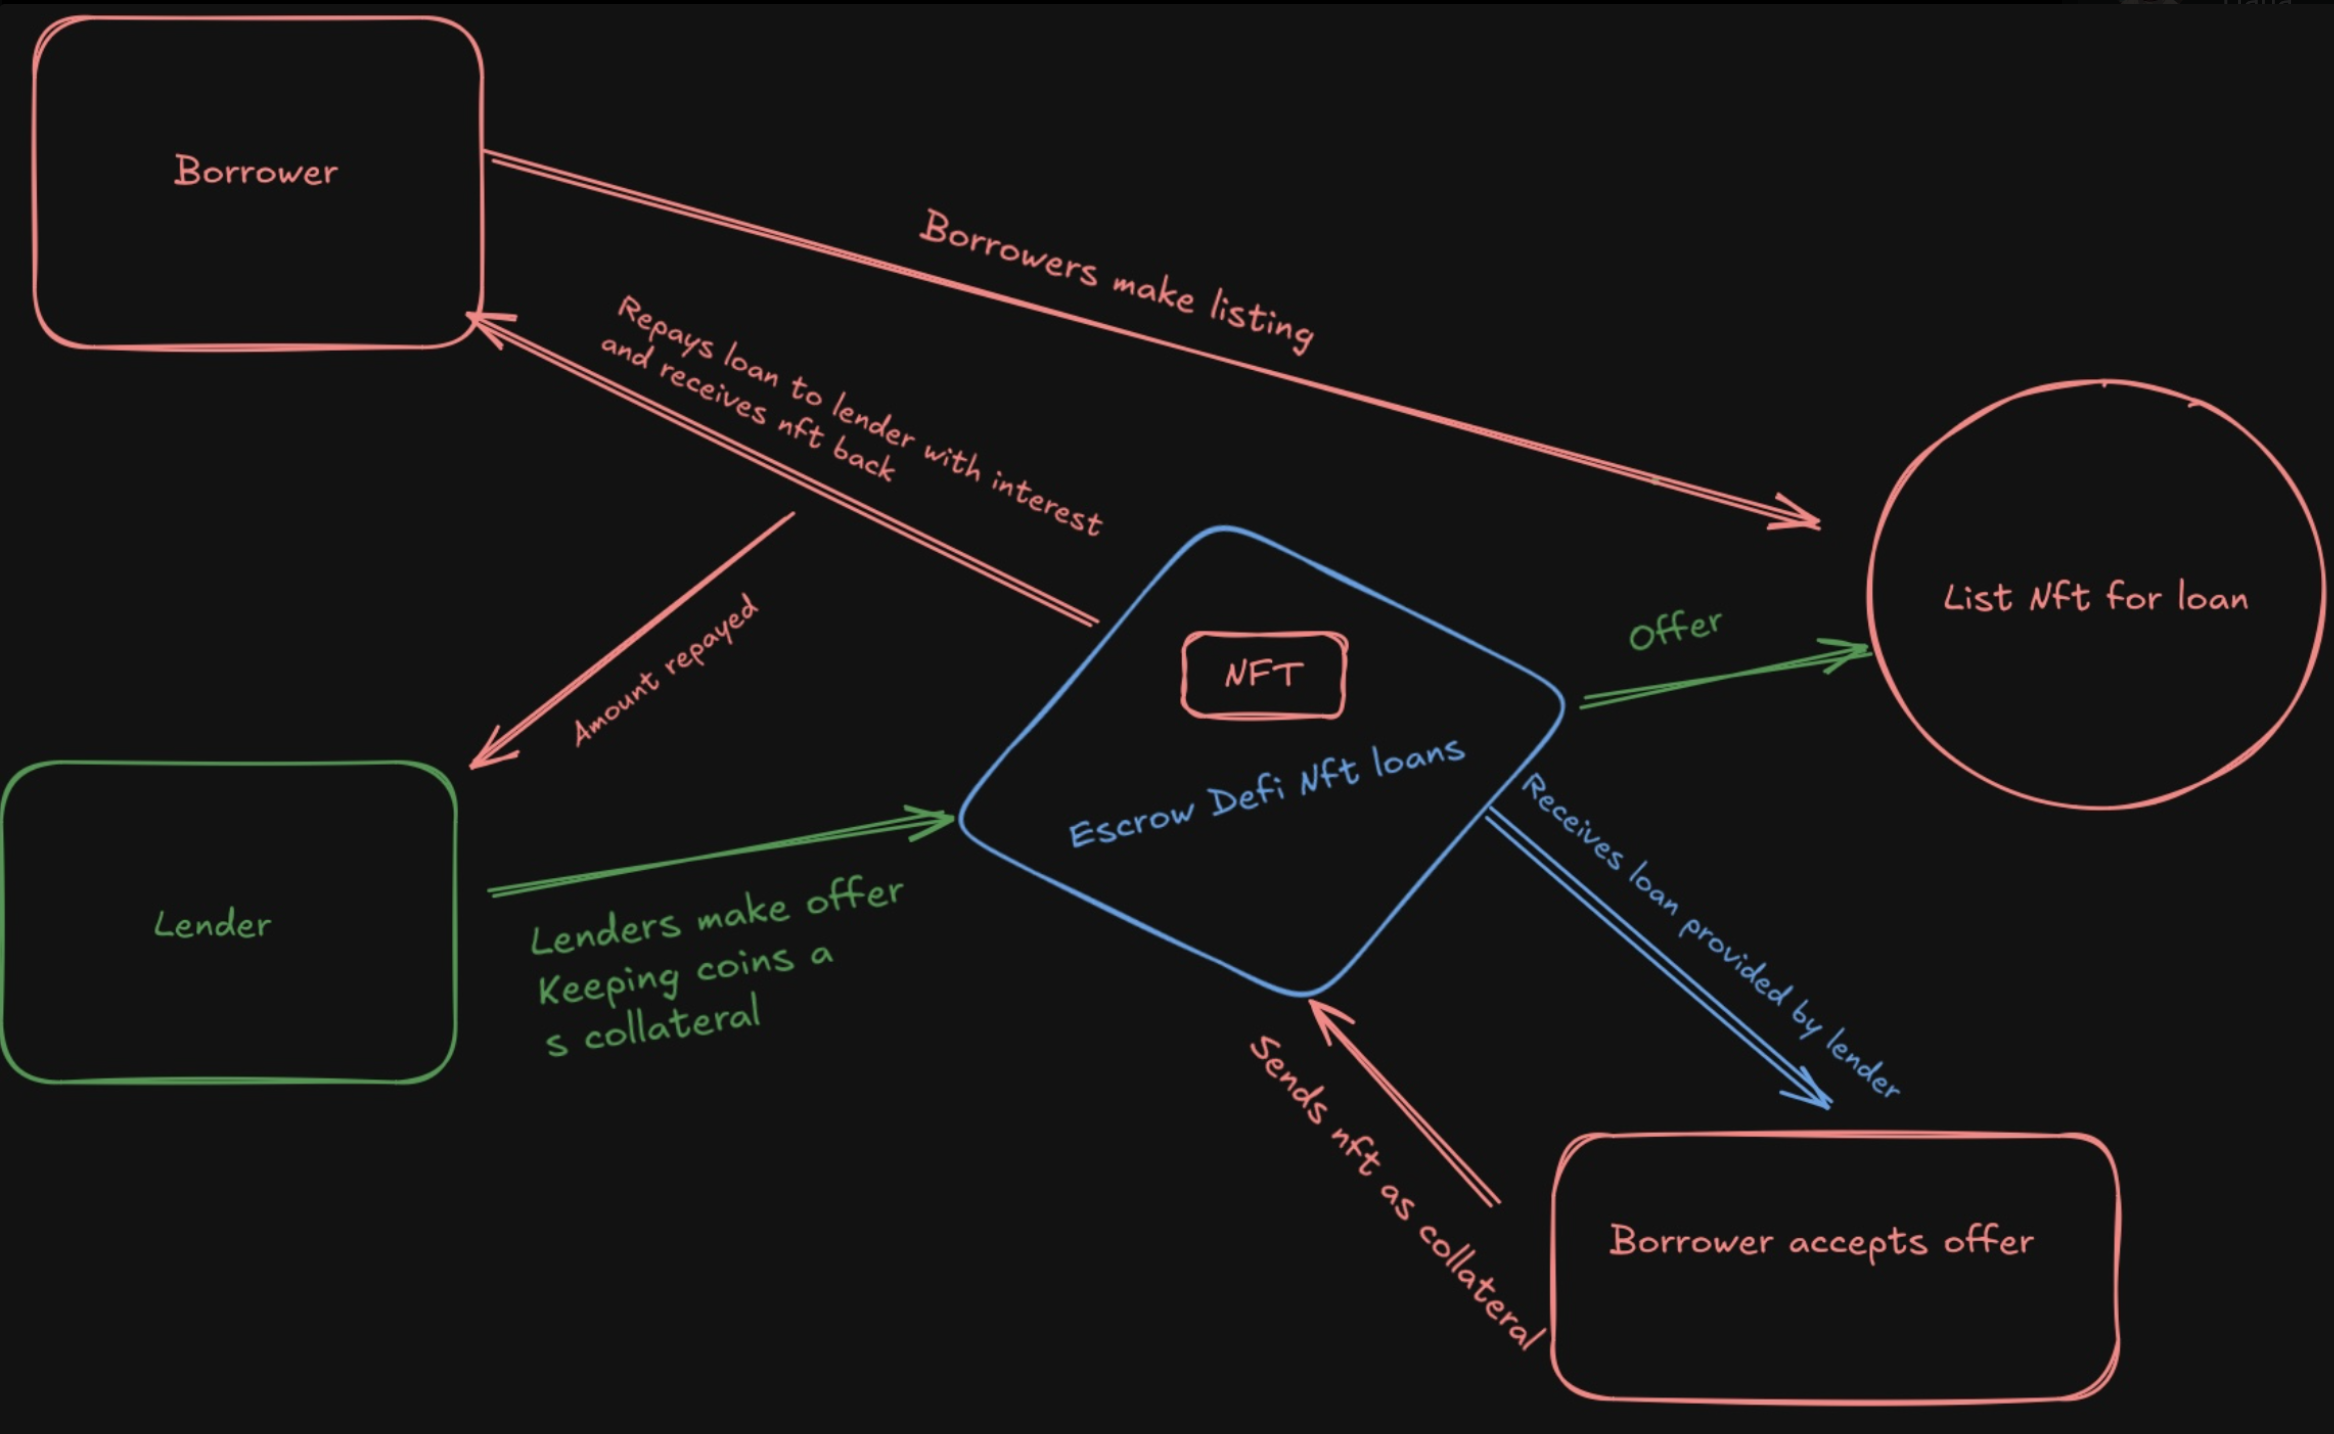 Borrower
Borrowers make listing
Repays loan to lender with interest
and receives nft back
List Nft for loan
Offer
NFT
Escrow Defi Nft loans
Amount repayed
Lender
Lenders make offer
Keeping coins a
s collateral
Receives loan provided by lender
Sends nft as collateral
Borrower accepts offer